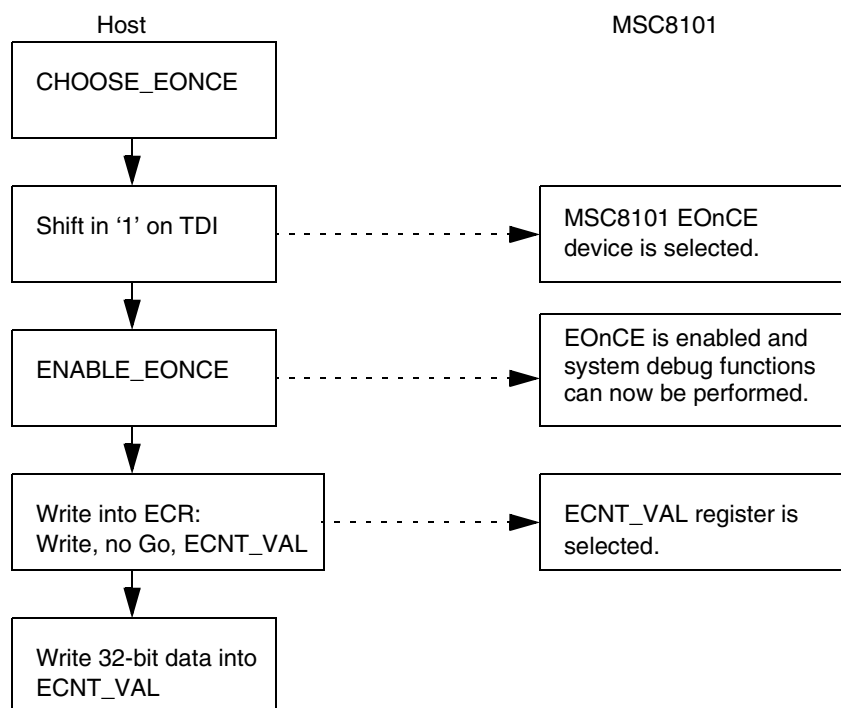 Host
MSC8101
CHOOSE_EONCE
Shift in ‘1’ on TDI
MSC8101 EOnCE
device is selected.
ENABLE_EONCE
EOnCE is enabled and
system debug functions
can now be performed.
Write into ECR:
Write, no Go, ECNT_VAL
ECNT_VAL register is
selected.
Write 32-bit data into
ECNT_VAL